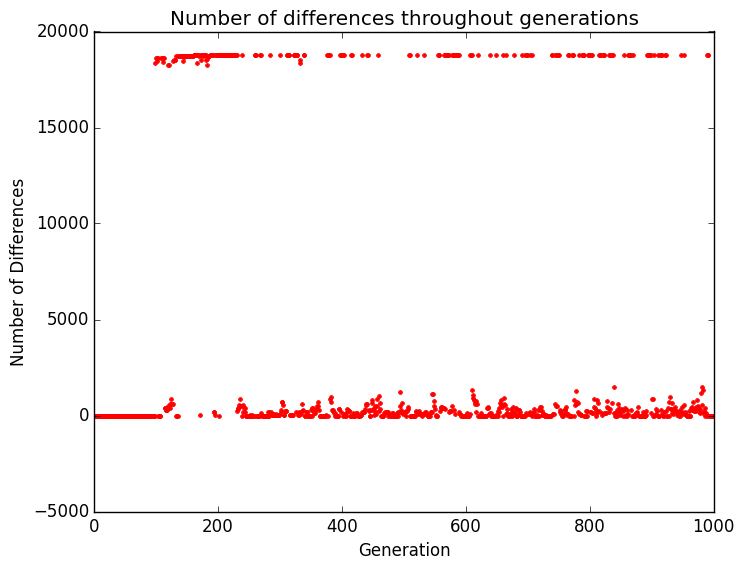 Number of differences throughout generations
20000
15000
10000
5000
0
−5000
0 200 400 600 800 1000
Generation
Number of Differences